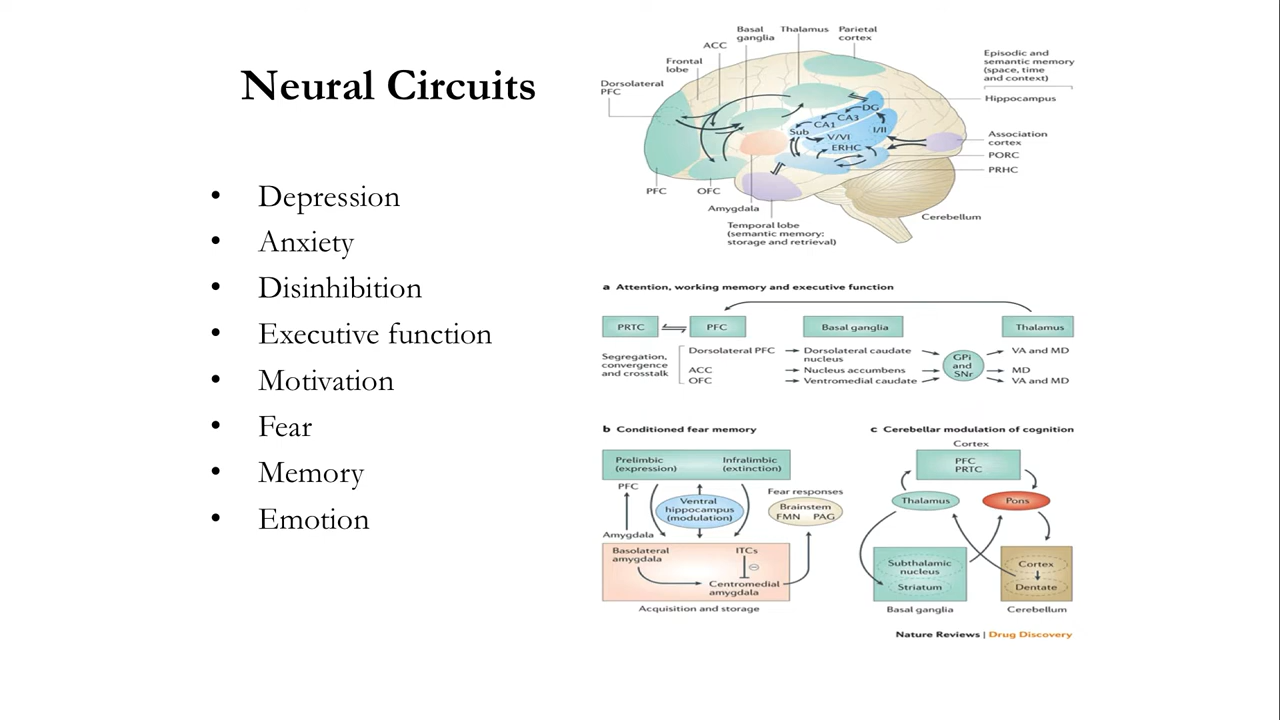 Neural Circuits
• Depression
• Anxiety
• Disinhibition
• Executive function
• Motivation
• Fear
• Memory
• Emotion
Basal
ganglia
Thalamus
Parietal
cortex
ACC
Frontal
lobe
Dorsolateral
PFC
Episodic and
semantic memory
(space, time
and context)
Hippocampus
DG
CA3
CA1
Sub
I/II
V/VI
ERHC
Association
cortex
PORC
PRHC
PFC
OFC
Amygdala
Cerebellum
Temporal lobe
(semantic memory;
storage and retrieval)
a Attention, working memory and executive function
PRTC
PFC
Basal ganglia
Thalamus
Segregation,
convergence
and crosstalk
Dorsolateral PFC
Dorsolateral caudate
nucleus
ACC
Nucleus accumbens
OFC
Ventromedial caudate
GPi
and
SNr
VA and MD
MD
VA and MD
b Conditioned fear memory
Prelimbic
(expression)
Infralimbic
(extinction)
PFC
Ventral
hippocampus
(modulation)
Fear responses
Brainstem
FMN PAG
Amygdala
Basolateral
amygdala
ITCs
Centromedial
amygdala
Acquisition and storage
c Cerebellar modulation of cognition
Cortex
PFC
PRTC
Thalamus
Pons
Subthalamic
nucleus
Striatum
Cortex
Dentate
Basal ganglia
Cerebellum
Nature Reviews | Drug Discovery